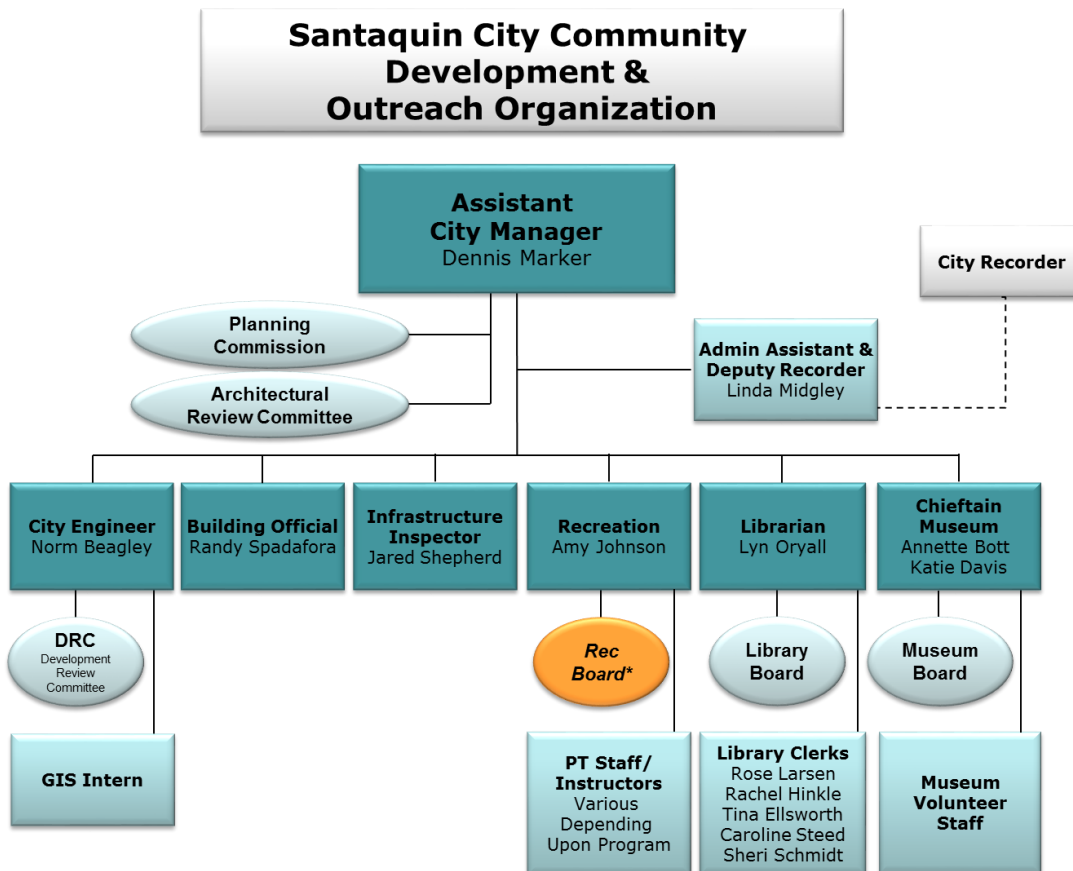 Santaquin City Community
Development &
Outreach Organization
Assistant
City Manager
Dennis Marker
City Recorder
Planning
Commission
Admin Assistant &
Deputy Recorder
Linda Midgley
Architectural
Review Committee
City Engineer
Norm Beagley
Building Official
Randy Spadafora
Infrastructure
Inspector
Jared Shepherd
Recreation
Amy Johnson
Librarian
Lyn Oryall
Chieftain
Museum
Annette Bott
Katie Davis
DRC
Development
Review
Committee
Rec
Board*
Library
Board
Museum
Board
GIS Intern
PT Staff/
Instructors
Various
Depending
Upon Program
Library Clerks
Rose Larsen
Rachel Hinkle
Tina Ellsworth
Caroline Steed
Sheri Schmidt
Museum
Volunteer
Staff